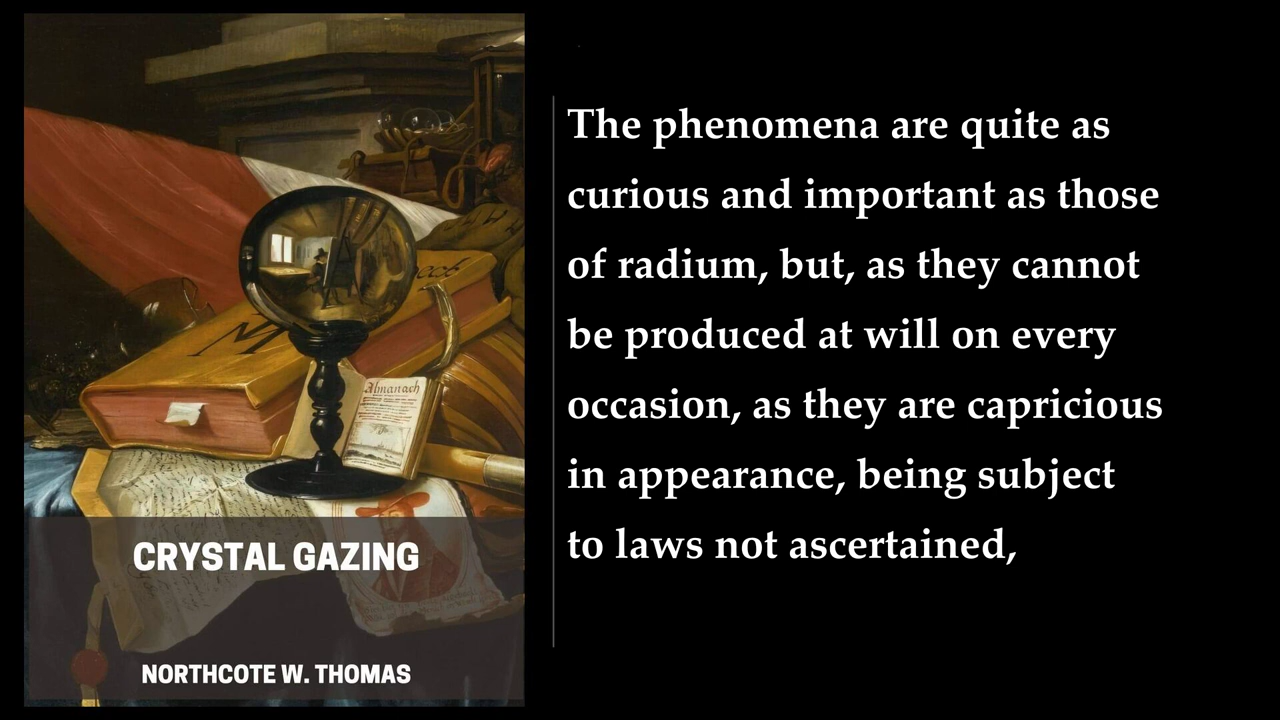 M
Almanach
CRYSTAL GAZING
NORTHCOTE W. THOMAS
The phenomena are quite as
curious and important as those
of radium, but, as they cannot
be produced at will on every
occasion, as they are capricious
in appearance, being subject
to laws not ascertained,